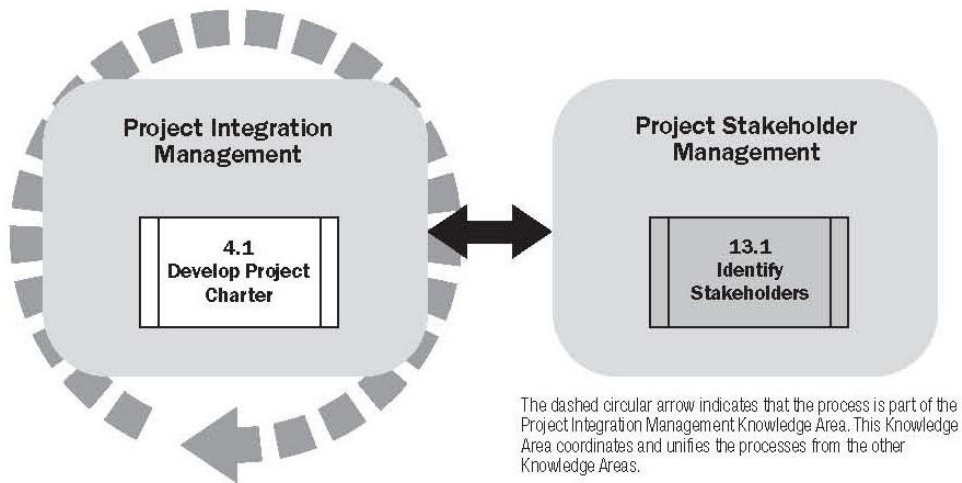 Project Integration
Management
4.1
Develop Project
Charter
Project Stakeholder
Management
13.1
Identify
Stakeholders
The dashed circular arrow indicates that the process is part of the
Project Integration Management Knowledge Area. This Knowledge
Area coordinates and unifies the processes from the other
Knowledge Areas.